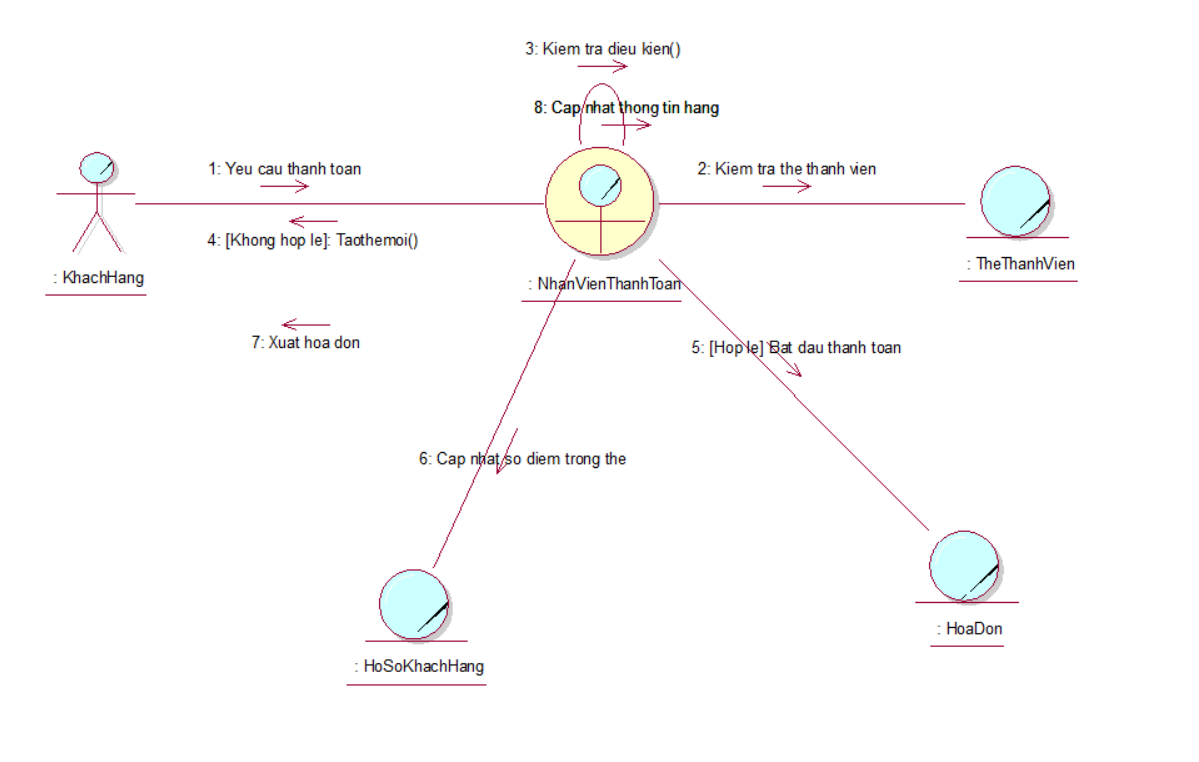 3: Kiem tra dieu kien()
8: Cap nhat thong tin hang
1: Yeu cau thanh toan
2: Kiem tra the thanh vien
4: [Khong hop le]: Taothemoi()
: KhachHang
: NhanVienThanhToan
: TheThanhVien
7: Xuat hoa don
5: [Hop le] Bat dau thanh toan
6: Cap nhat so diem trong the
: HoaDon
: HoSoKhachHang